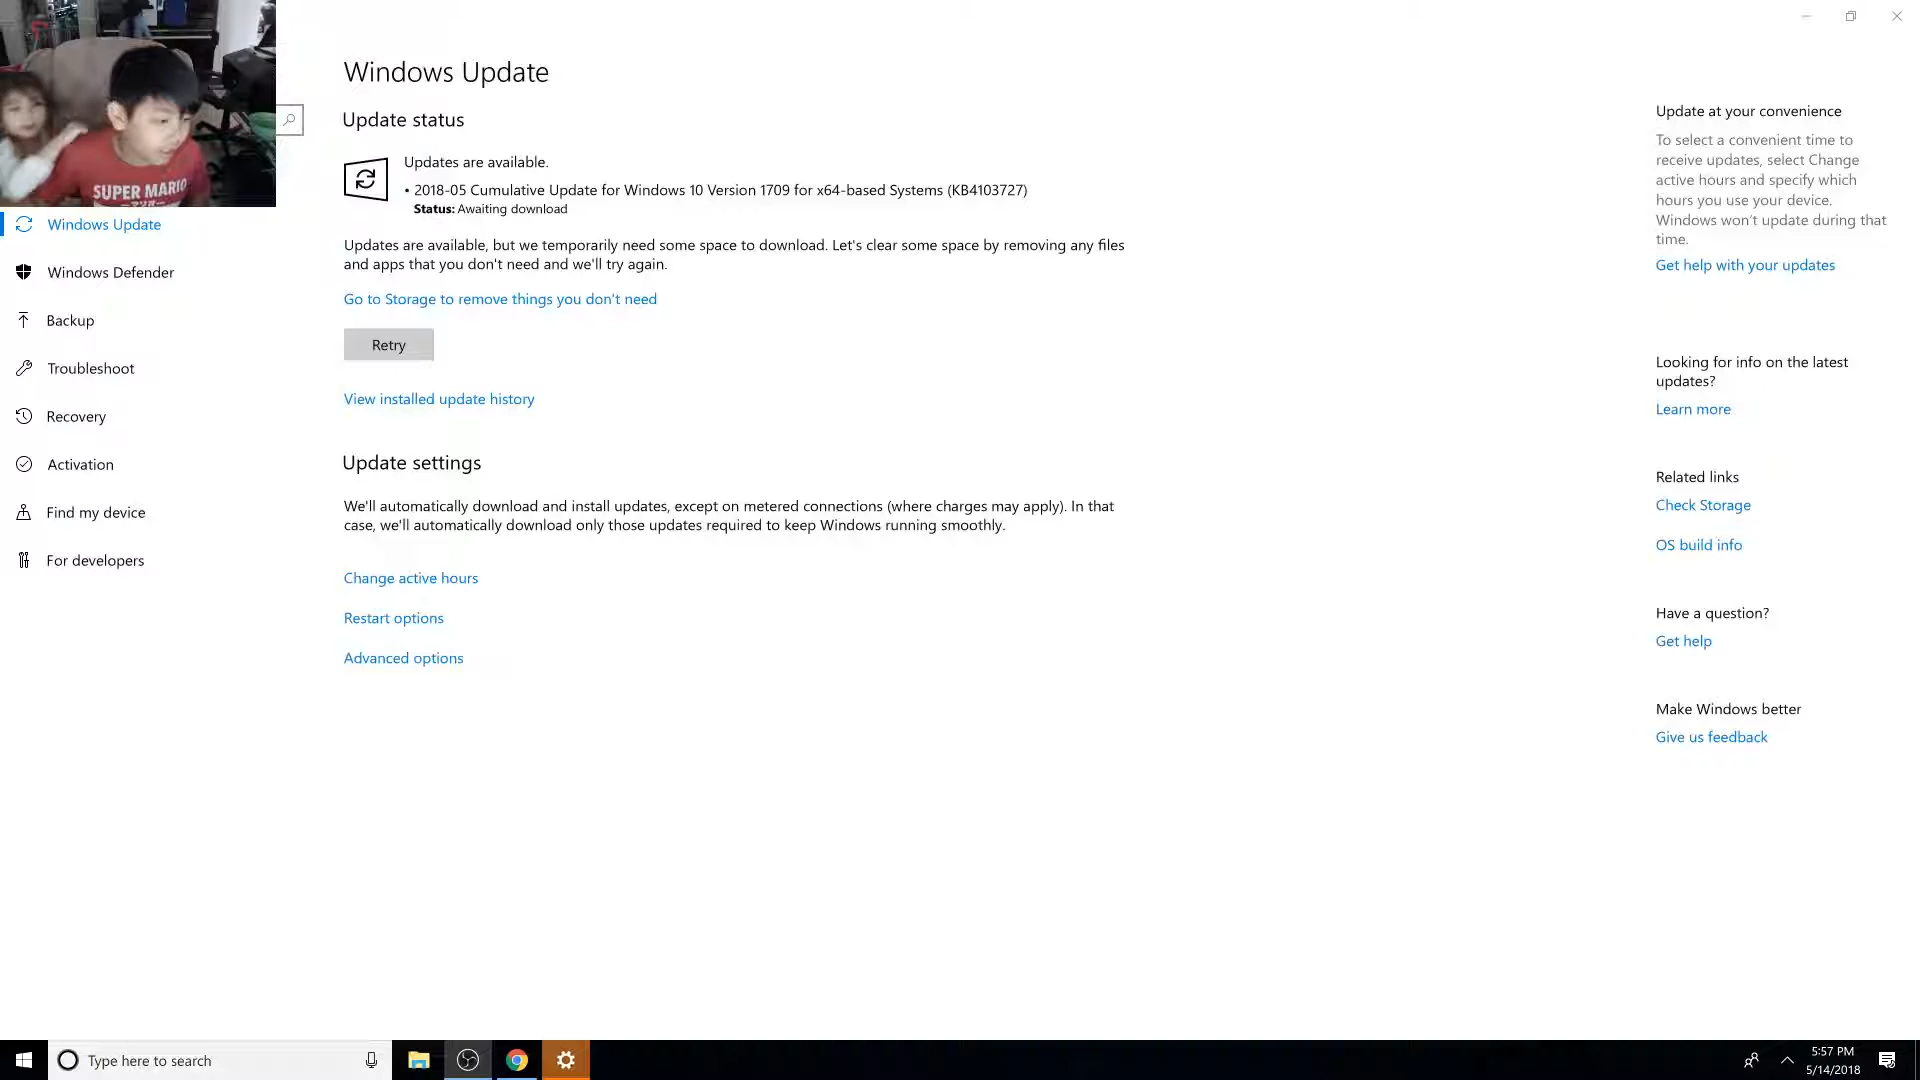 Windows Update
Update status
Updates are available.
• 2018-05 Cumulative Update for Windows 10 Version 1709 for x64-based Systems (KB4103727)
Status: Awaiting download
Updates are available, but we temporarily need some space to download. Let's clear some space by removing any files
and apps that you don't need and we'll try again.
Go to Storage to remove things you don't need
Retry
View installed update history
Update settings
We'll automatically download and install updates, except on metered connections (where charges may apply). In that
case, we'll automatically download only those updates required to keep Windows running smoothly.
Change active hours
Restart options
Advanced options
SUPER MARIO
Windows Update
Windows Defender
Backup
Troubleshoot
Recovery
Activation
Find my device
For developers
Update at your convenience
To select a convenient time to
receive updates, select Change
active hours and specify which
hours you use your device.
Windows won't update during that
time.
Get help with your updates
Looking for info on the latest
updates?
Learn more
Related links
Check Storage
OS build info
Have a question?
Get help
Make Windows better
Give us feedback
Type here to search
5:57 PM
5/14/2018